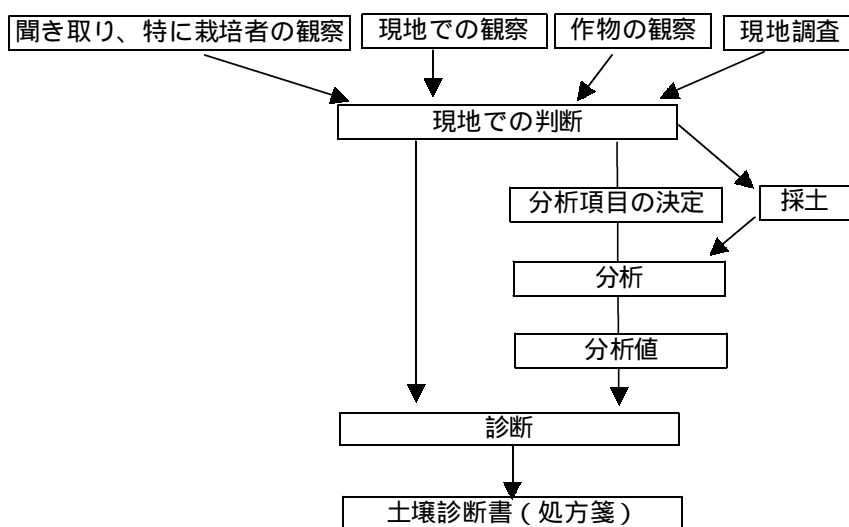 聞き取り、特に栽培者の観察
現地での観察
作物の観察
現地調査
現地での判断
分析項目の決定
採土
分析
分析値
診断
土壌診断書（処方箋）